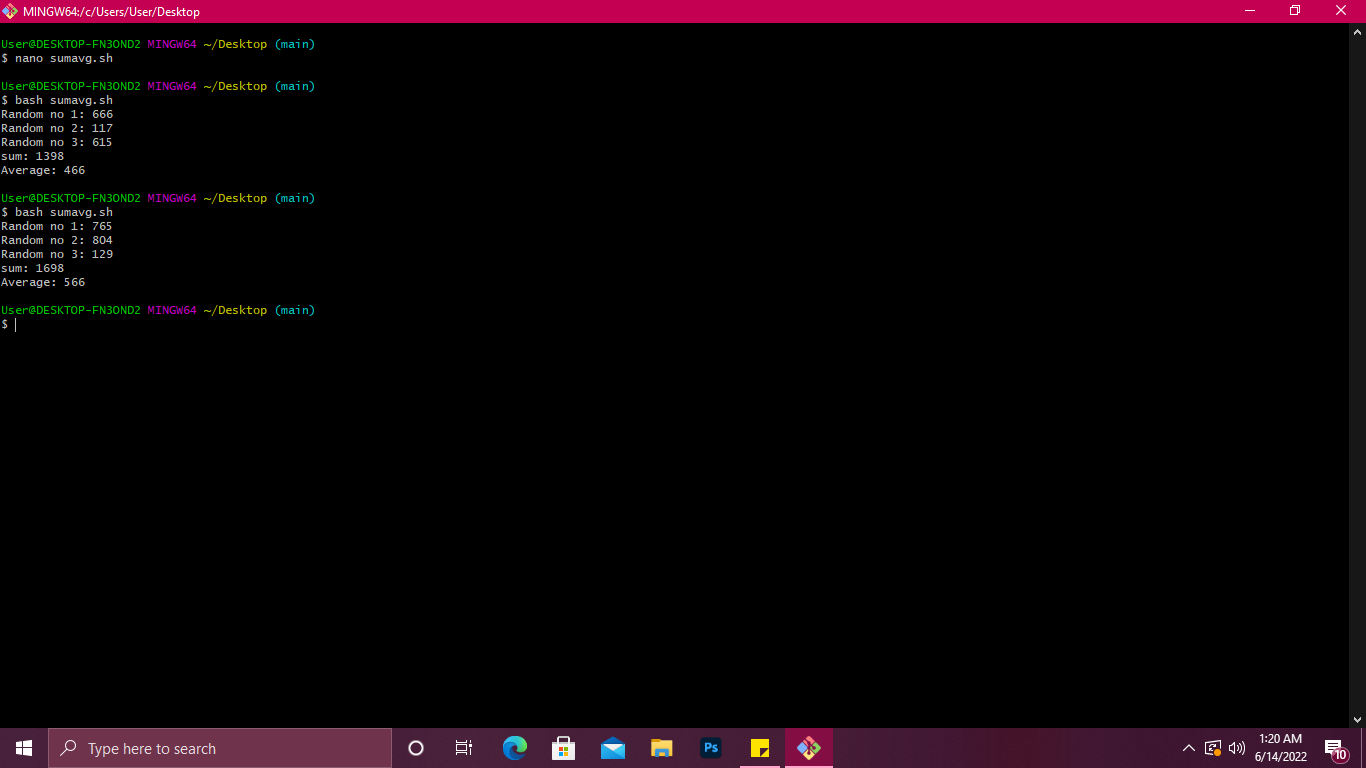 MINGW64:/c/Users/User/Desktop
User@DESKTOP-FN3OND2 MINGW64 ~/Desktop (main)
$ nano sumavg.sh
User@DESKTOP-FN3OND2 MINGW64 ~/Desktop (main)
$ bash sumavg.sh
Random no 1: 666
Random no 2: 117
Random no 3: 615
sum: 1398
Average: 466
User@DESKTOP-FN3OND2 MINGW64 ~/Desktop (main)
$ bash sumavg.sh
Random no 1: 765
Random no 2: 804
Random no 3: 129
sum: 1698
Average: 566
User@DESKTOP-FN3OND2 MINGW64 ~/Desktop (main)
$
Type here to search
Ps
1:20 AM
6/14/2022
10